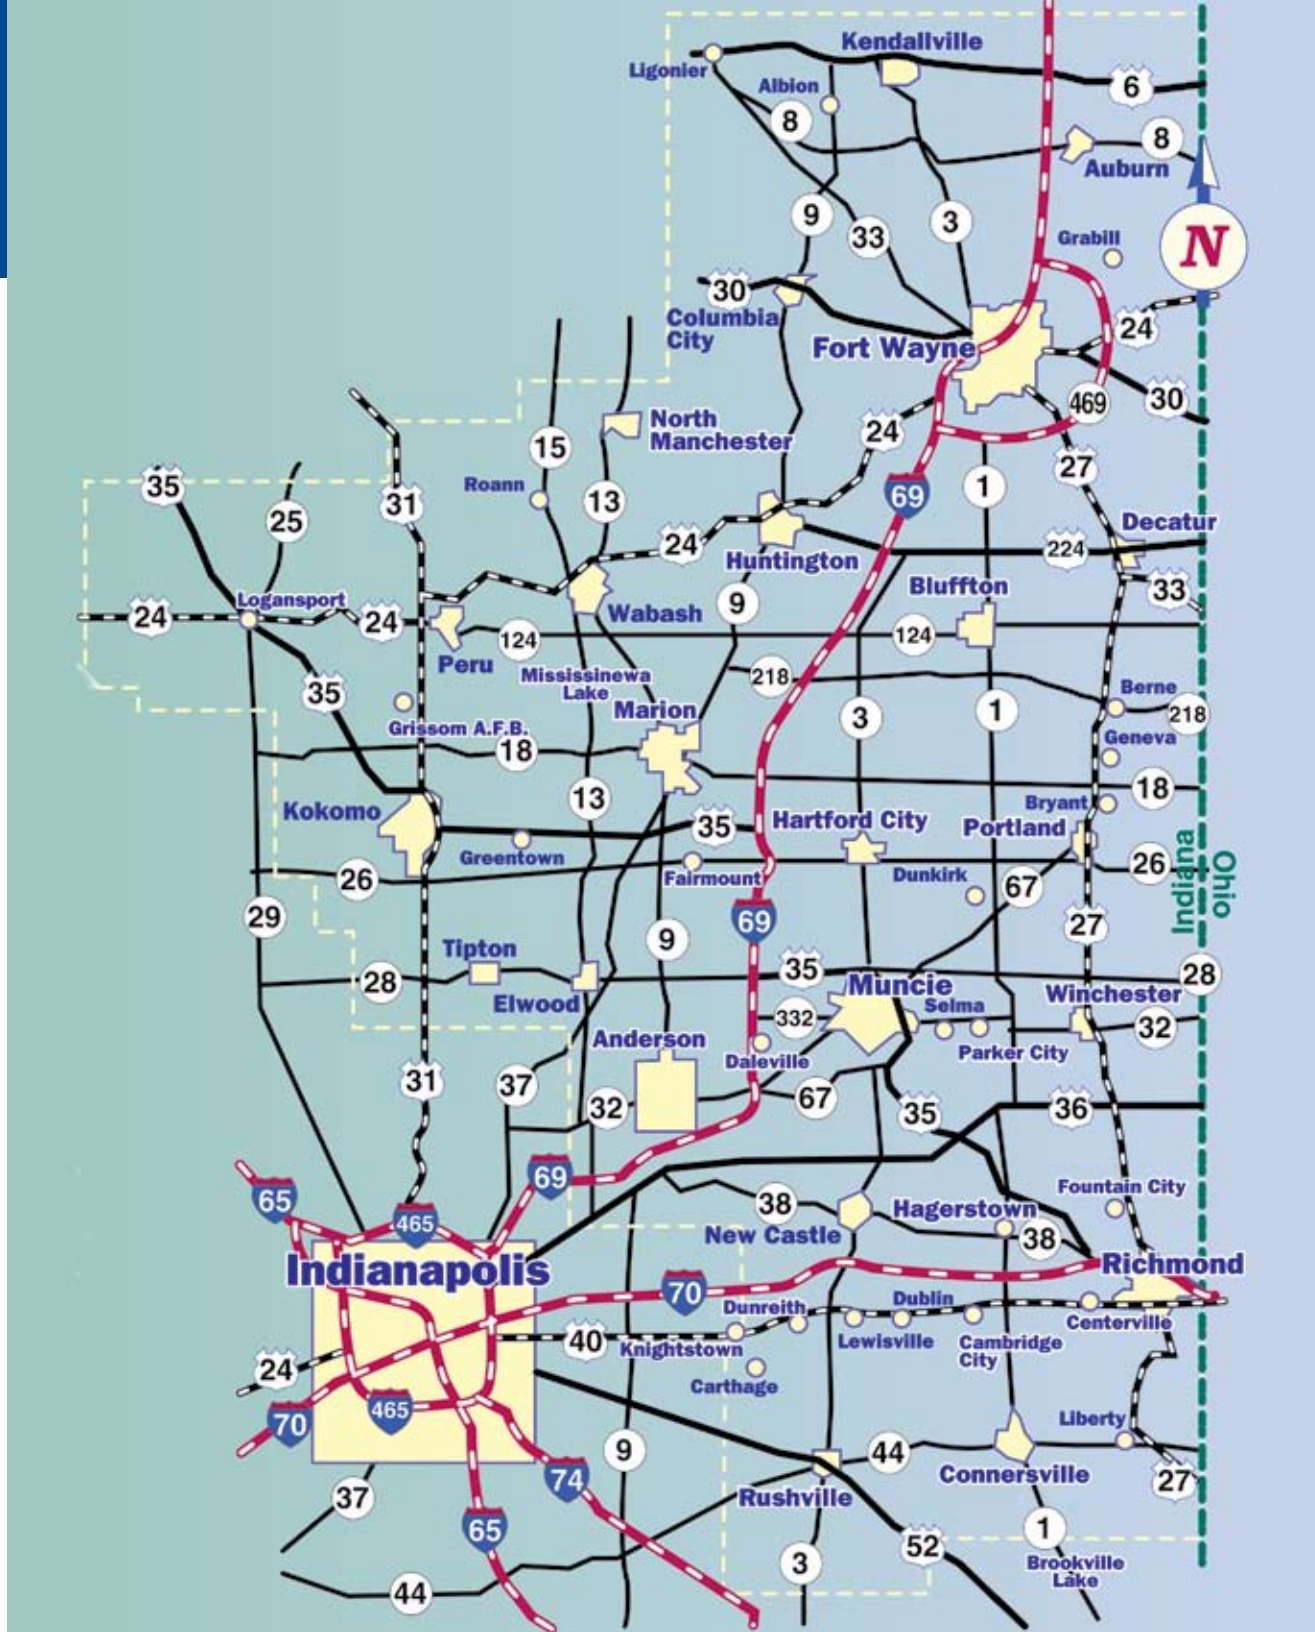 Kendallville
Ligonier
Albion
6
8
8
Auburn
9
33
3
Grabill
N
30
Columbia
City
24
Fort Wayne
30
469
North
Manchester
24
15
27
35
Roann
13
31
69
1
25
Decatur
24
224
Huntington
Bluffton
33
Logansport
9
24
24
Wabash
124
124
Peru
Mississinewa
Lake
218
35
Berne
218
Marion
3
1
Grissom A.F.B.
18
Geneva
18
13
Bryant
Kokomo
35
Hartford City
Portland
Greentown
26
Fairmount
Dunkirk
67
26
Indiana
Ohio
29
69
27
9
Tipton
35
28
28
Elwood
Muncie
Winchester
Selma
332
32
Anderson
Daleville
Parker City
31
37
32
67
35
36
69
65
38
Fountain City
465
New Castle
Hagerstown
38
Indianapolis
Richmond
70
Dunreith
Dublin
Centerville
40
Knightstown
Lewisville
Cambridge
City
24
Carthage
465
70
Liberty
9
44
Connersville
74
27
37
Rushville
65
1
52
3
Brookville
Lake
44